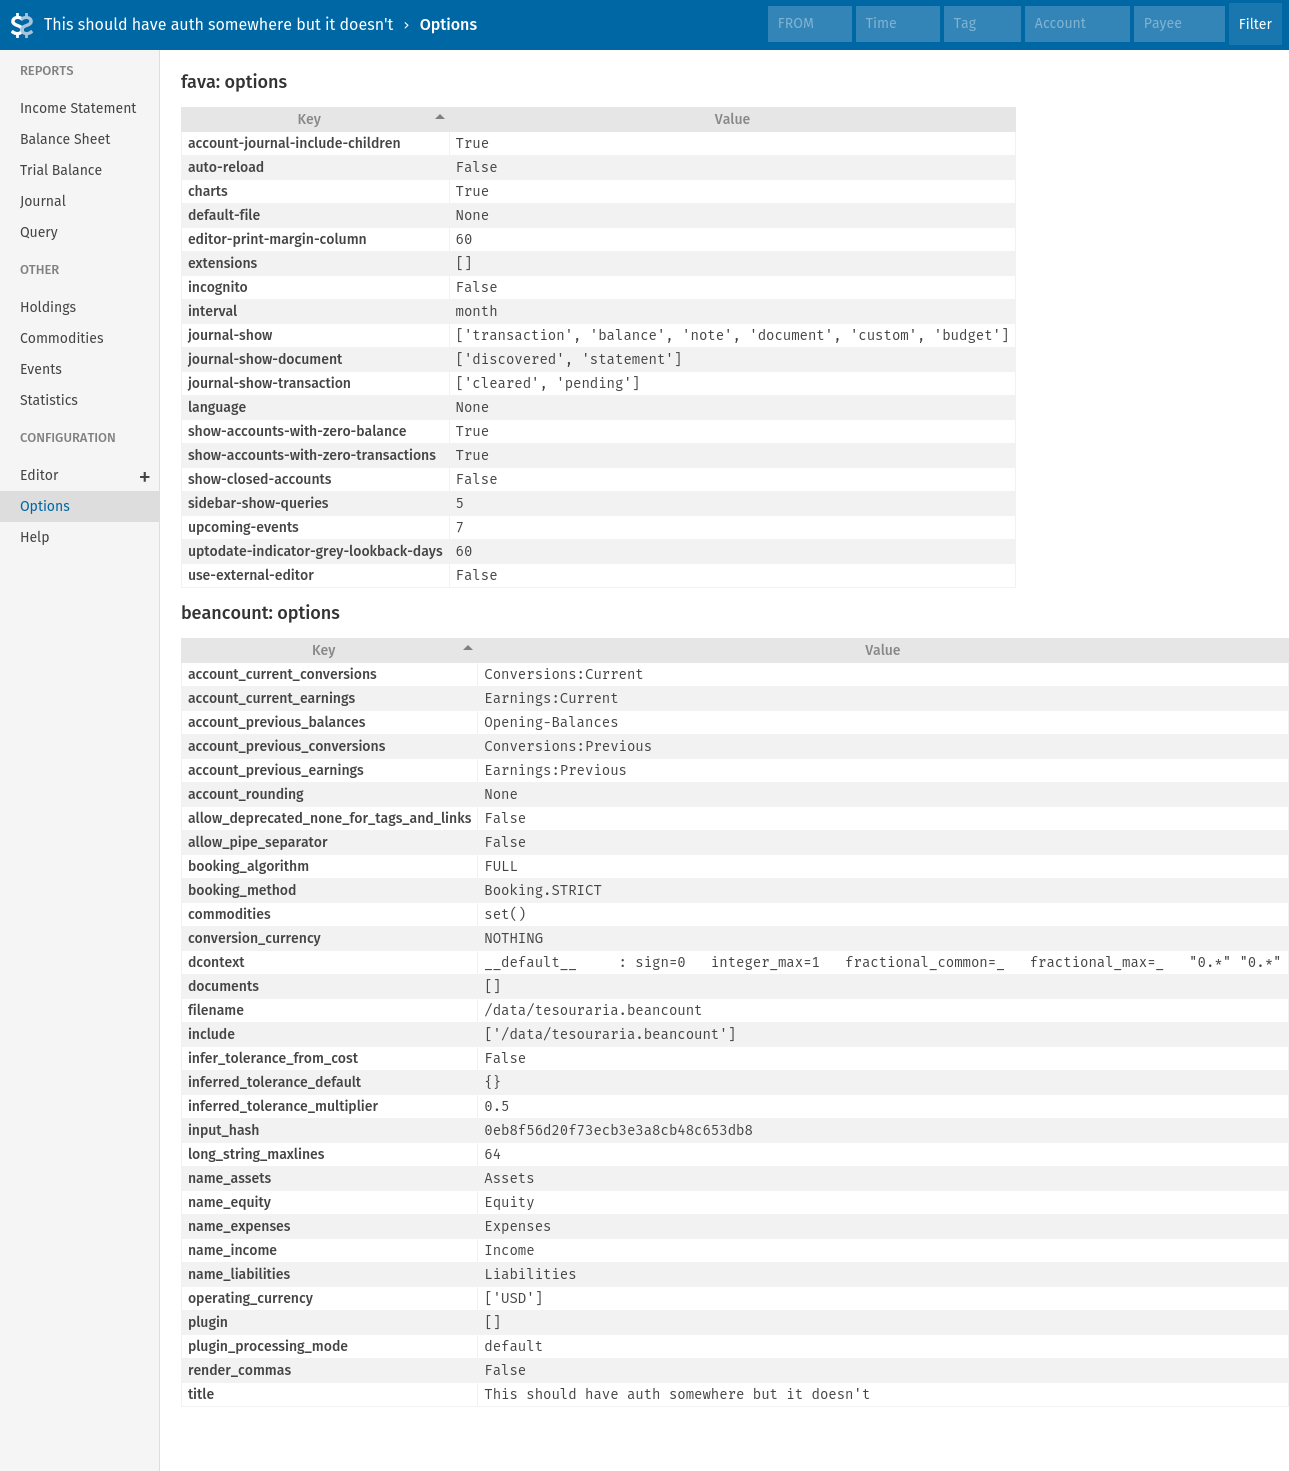 This should have auth somewhere but it doesn't › Options
FROM Time Tag Account Payee Filter
REPORTS
Income Statement
Balance Sheet
Trial Balance
Journal
Query
OTHER
Holdings
Commodities
Events
Statistics
CONFIGURATION
Editor +
Options
Help
fava: options
Key Value
account-journal-include-children True
auto-reload False
charts True
default-file None
editor-print-margin-column 60
extensions []
incognito False
interval month
journal-show ['transaction', 'balance', 'note', 'document', 'custom', 'budget']
journal-show-document ['discovered', 'statement']
journal-show-transaction ['cleared', 'pending']
language None
show-accounts-with-zero-balance True
show-accounts-with-zero-transactions True
show-closed-accounts False
sidebar-show-queries 5
upcoming-events 7
uptodate-indicator-grey-lookback-days 60
use-external-editor False
beancount: options
Key Value
account_current_conversions Conversions:Current
account_current_earnings Earnings:Current
account_previous_balances Opening-Balances
account_previous_conversions Conversions:Previous
account_previous_earnings Earnings:Previous
account_rounding None
allow_deprecated_none_for_tags_and_links False
allow_pipe_separator False
booking_algorithm FULL
booking_method Booking.STRICT
commodities set()
conversion_currency NOTHING
dcontext __default__ : sign=0 integer_max=1 fractional_common=_ fractional_max=_ "0.*" "0.*"
documents []
filename /data/tesouraria.beancount
include ['/data/tesouraria.beancount']
infer_tolerance_from_cost False
inferred_tolerance_default {}
inferred_tolerance_multiplier 0.5
input_hash 0eb8f56d20f73ecb3e3a8cb48c653db8
long_string_maxlines 64
name_assets Assets
name_equity Equity
name_expenses Expenses
name_income Income
name_liabilities Liabilities
operating_currency ['USD']
plugin []
plugin_processing_mode default
render_commas False
title This should have auth somewhere but it doesn't